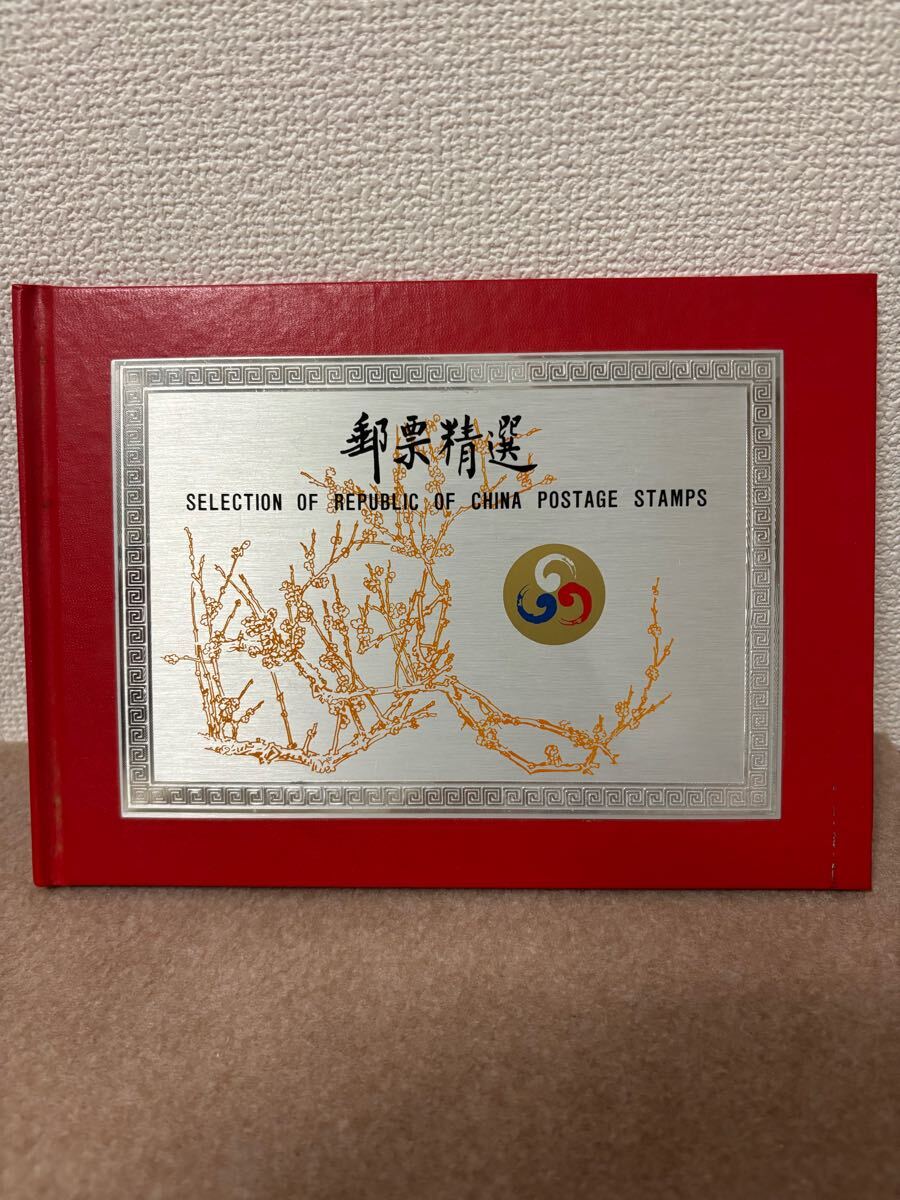 郵票精選
SELECTION OF REPUBLIC OF CHINA POSTAGE STAMPS